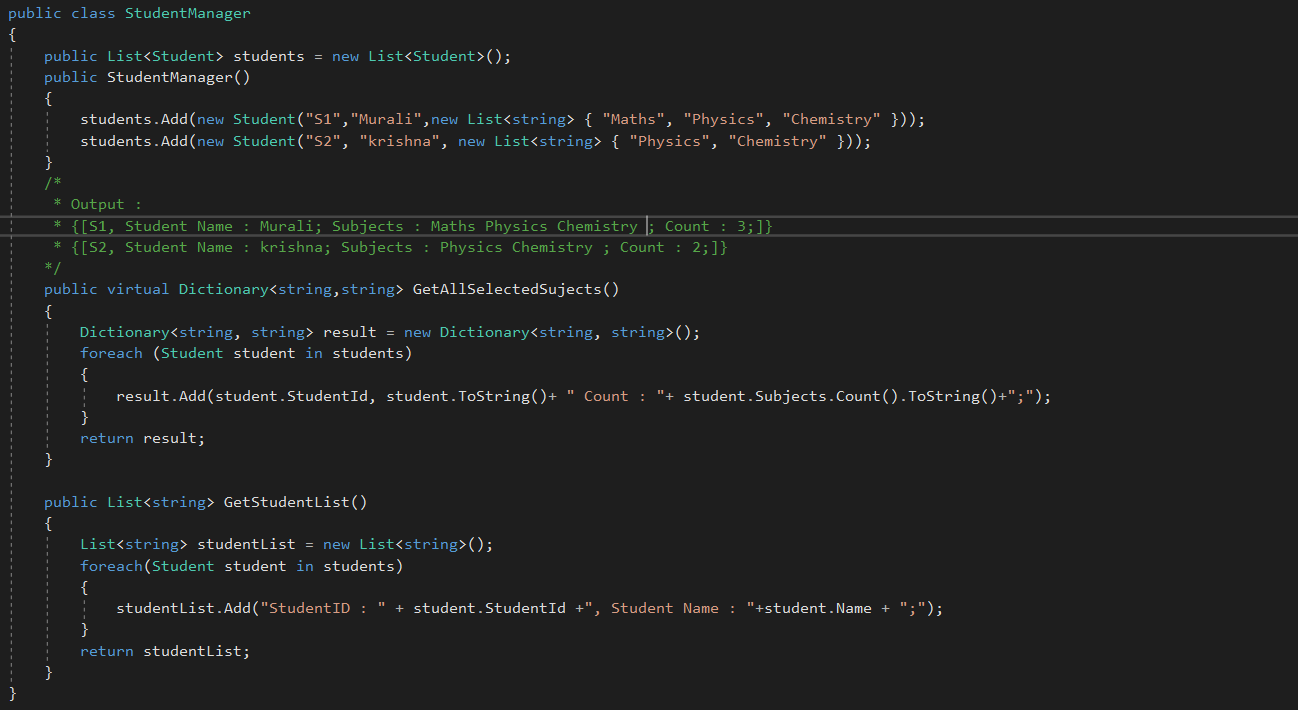 public class StudentManager
{
    public List<Student> students = new List<Student>();
    public StudentManager()
    {
        students.Add(new Student("S1","Murali",new List<string> { "Maths", "Physics", "Chemistry" }));
        students.Add(new Student("S2", "krishna", new List<string> { "Physics", "Chemistry" }));
    }
    /*
     * Output :
     * {[S1, Student Name : Murali; Subjects : Maths Physics Chemistry ; Count : 3;]}
     * {[S2, Student Name : krishna; Subjects : Physics Chemistry ; Count : 2;]}
    */
    public virtual Dictionary<string,string> GetAllSelectedSujects()
    {
        Dictionary<string, string> result = new Dictionary<string, string>();
        foreach (Student student in students)
        {
            result.Add(student.StudentId, student.ToString()+ " Count : "+ student.Subjects.Count().ToString()+";");
        }
        return result;
    }

    public List<string> GetStudentList()
    {
        List<string> studentList = new List<string>();
        foreach(Student student in students)
        {
            studentList.Add("StudentID : " + student.StudentId +", Student Name : "+student.Name + ";");
        }
        return studentList;
    }
}